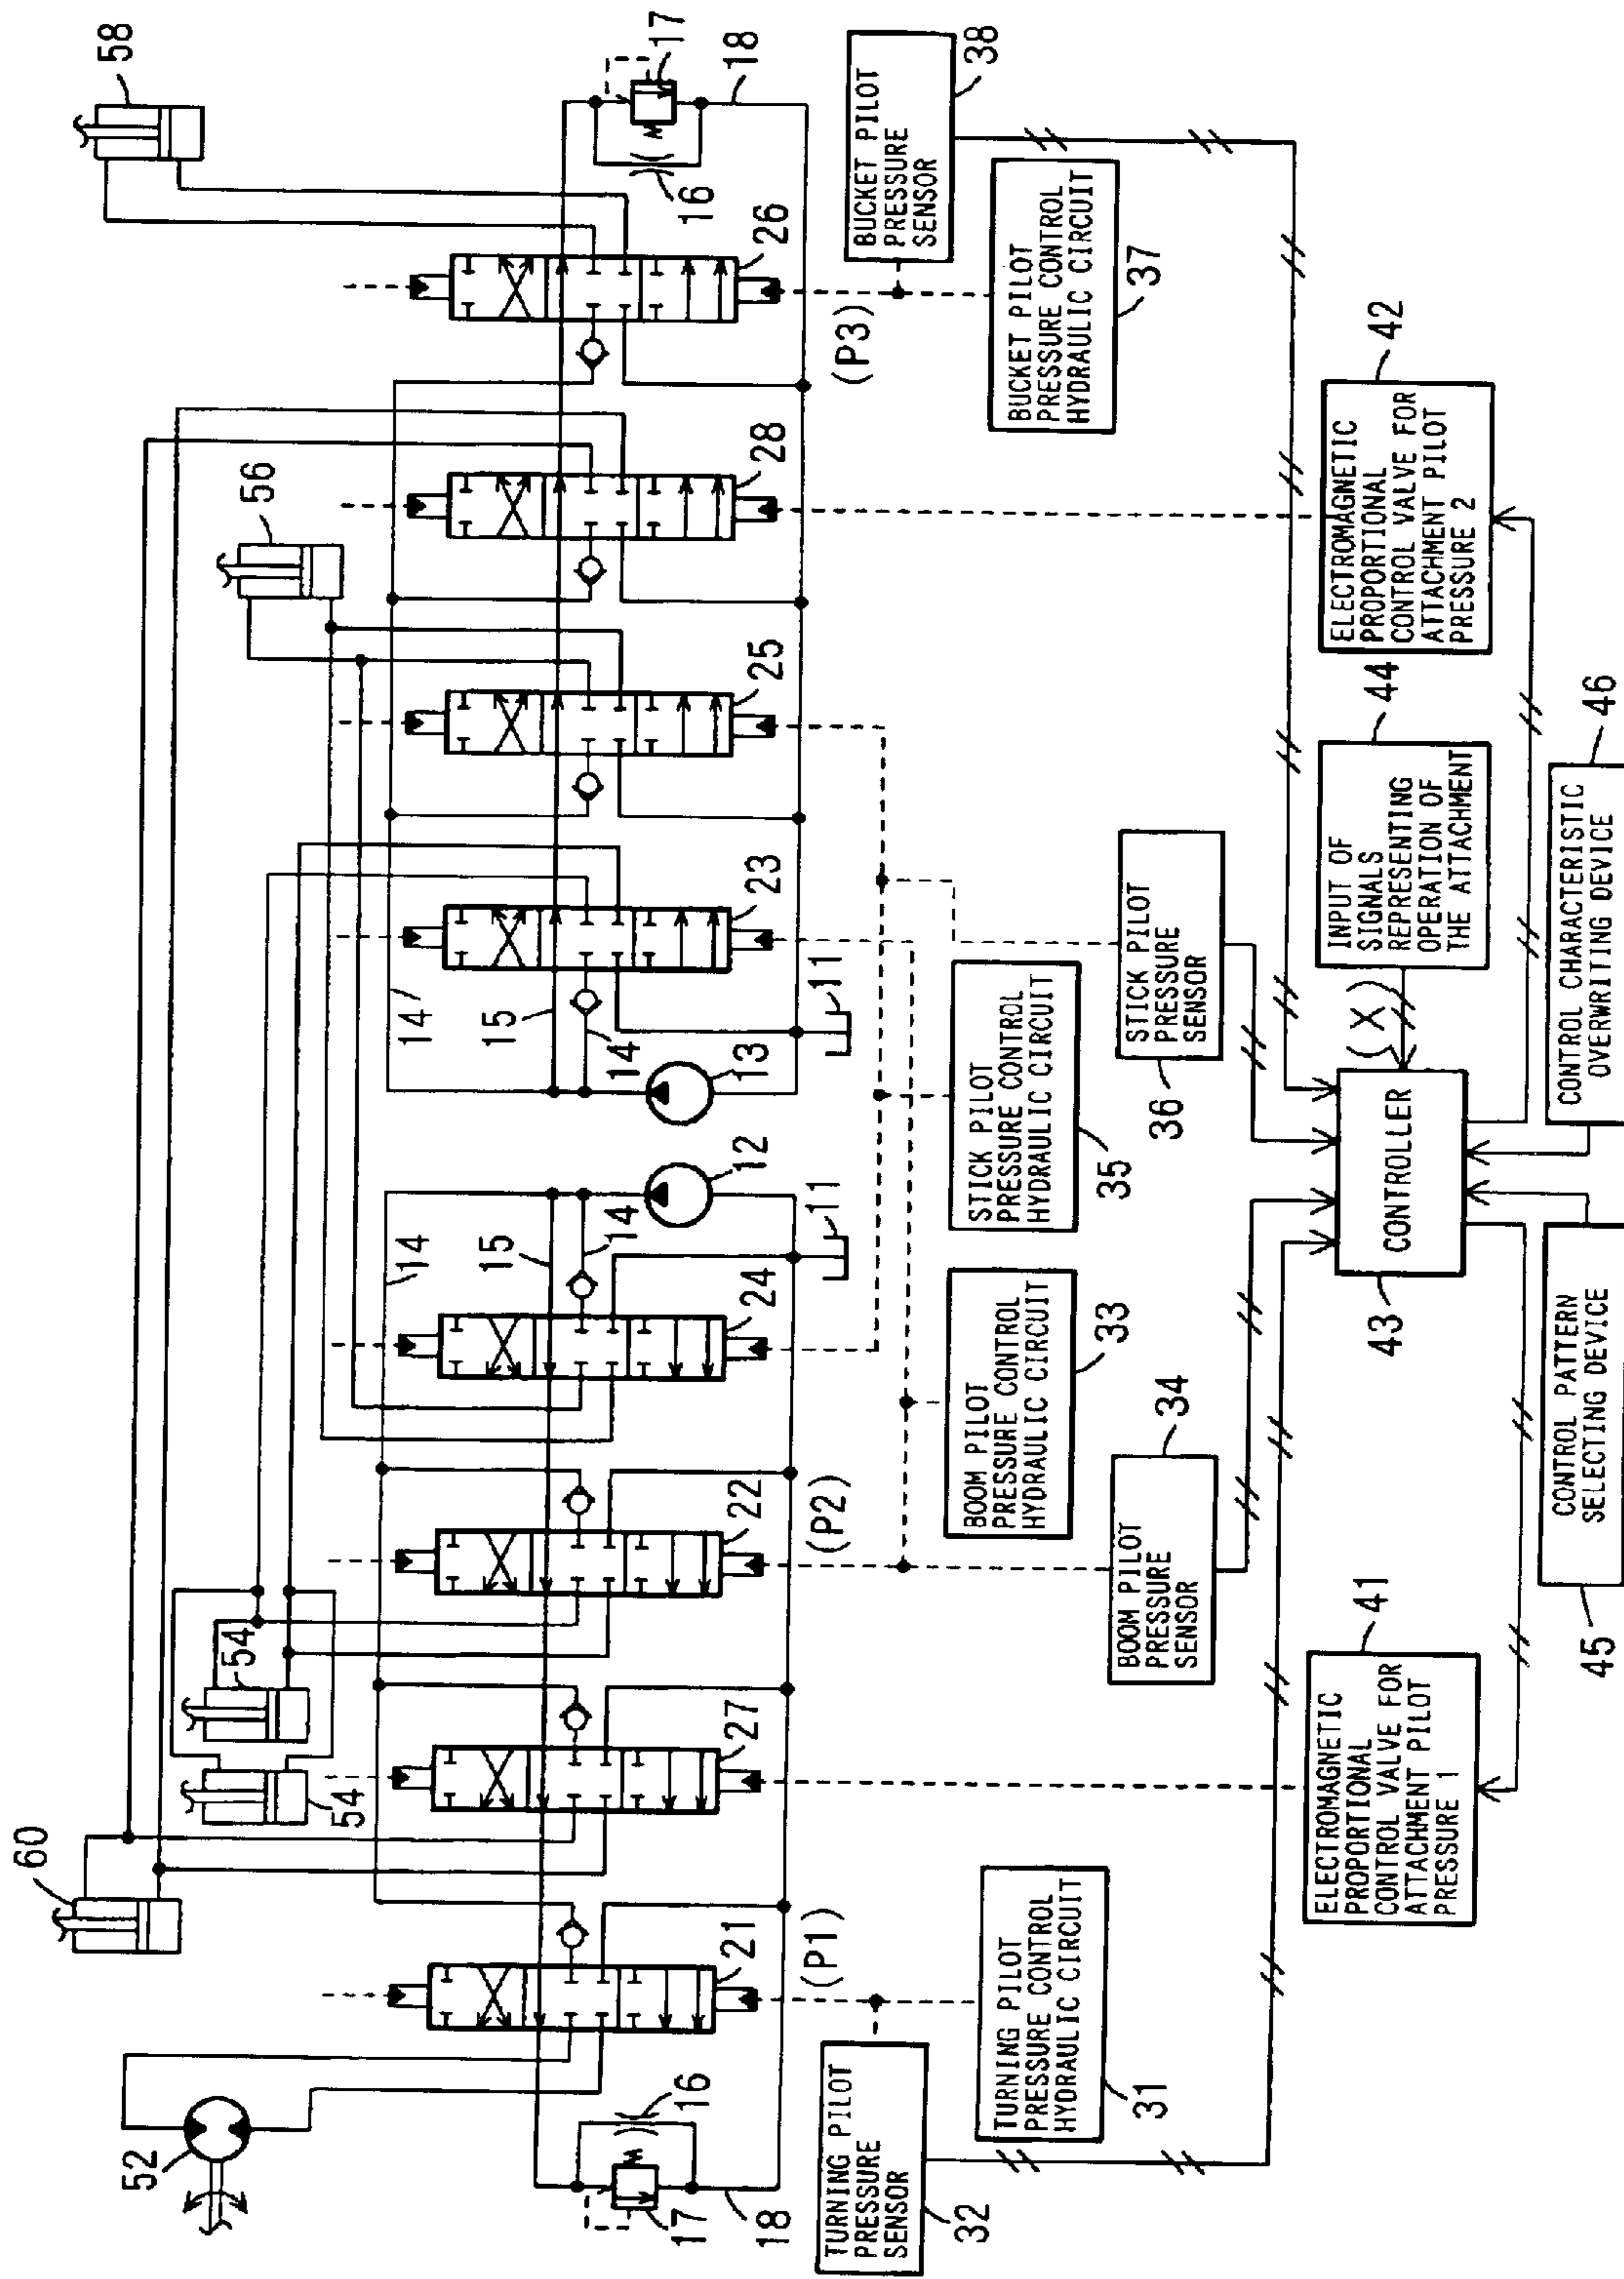 58
17
18
16
26
BUCKET PILOT
PRESSURE
SENSOR
38
BUCKET PILOT
PRESSURE CONTROL
HYDRAULIC CIRCUIT
37
(P3)
28
56
25
23
14
15
14
13
11
ELECTROMAGNETIC
PROPORTIONAL
CONTROL VALVE FOR
ATTACHMENT PILOT
PRESSURE 2
42
INPUT OF
SIGNALS
REPRESENTING
OPERATION OF
THE ATTACHMENT
44
(X)
CONTROL CHARACTERISTIC
OVERWRITING DEVICE
46
STICK PILOT
PRESSURE
SENSOR
36
STICK PILOT
PRESSURE CONTROL
HYDRAULIC CIRCUIT
35
CONTROLLER
43
12
14
15
14
11
24
BOOM PILOT
PRESSURE CONTROL
HYDRAULIC CIRCUIT
33
BOOM PILOT
PRESSURE
SENSOR
34
CONTROL PATTERN
SELECTING DEVICE
45
22
(P2)
54
54
27
60
ELECTROMAGNETIC
PROPORTIONAL
CONTROL VALVE FOR
ATTACHMENT PILOT
PRESSURE 1
41
21
(P1)
TURNING PILOT
PRESSURE CONTROL
HYDRAULIC CIRCUIT
31
TURNING PILOT
PRESSURE
SENSOR
32
52
16
17
18